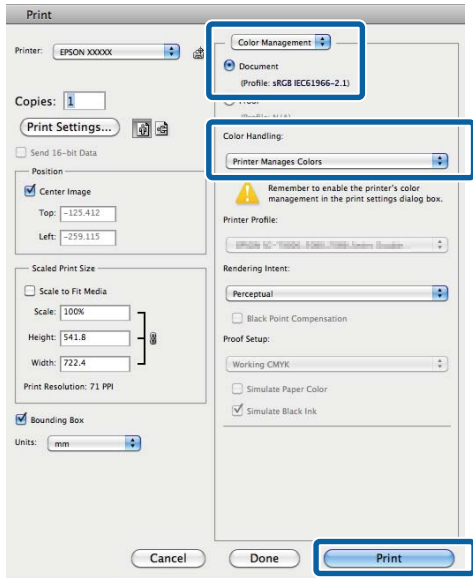 Print
Printer: EPSON XXXXX
Copies: 1
Print Settings...
Send 16-bit Data
Position
Center Image
Top: -125.412
Left: -259.115
Scaled Print Size
Scale to Fit Media
Scale: 100%
Height: 541.8
Width: 722.4
Print Resolution: 71 PPI
Bounding Box
Units: mm
Color Management
Document
(Profile: sRGB IEC61966-2.1)
Color Handling:
Printer Manages Colors
Remember to enable the printer's color
management in the print settings dialog box.
Printer Profile:
Rendering Intent:
Perceptual
Black Point Compensation
Proof Setup:
Working CMYK
Simulate Paper Color
Simulate Black Ink
Cancel
Done
Print